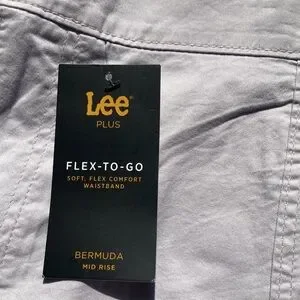 Lee
PLUS
FLEX-TO-GO
SOFT, FLEX COMFORT
WAISTBAND
BERMUDA
MID RISE